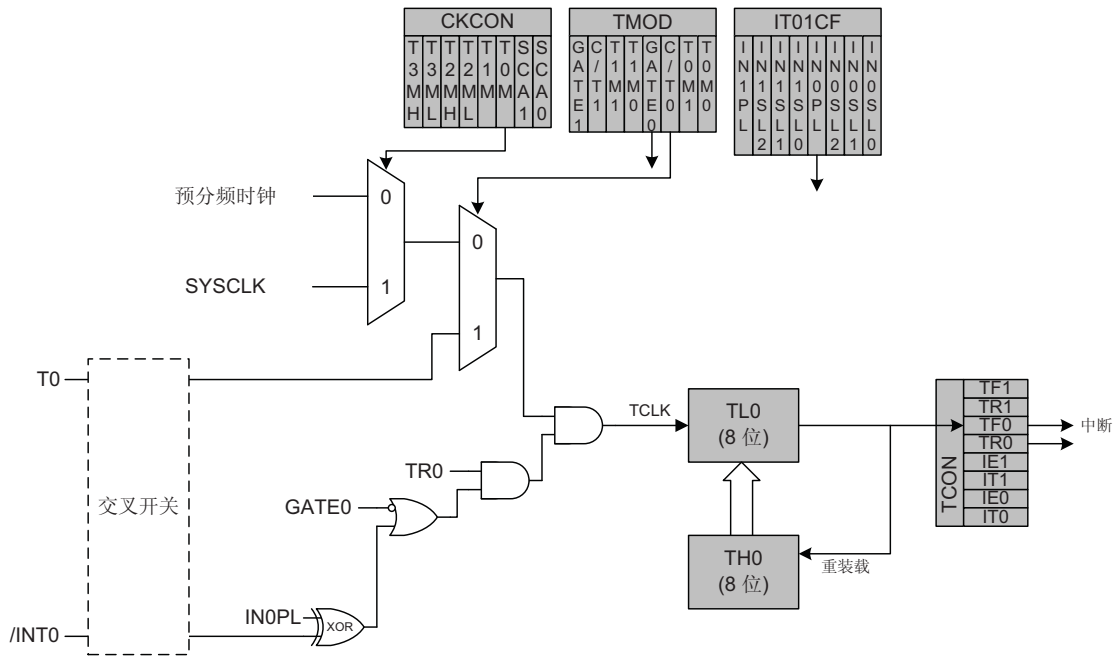 CKCON
T3MH
T3ML
T2MH
T2ML
T1M
T0M
SCA1
SCA0
TMOD
GATE1
C/T1
T1M1
T1M0
GATE0
C/T0
T0M1
T0M0
IT01CF
IN1PL
IN1SL2
IN1SL1
IN1SL0
IN0PL
IN0SL2
IN0SL1
IN0SL0
预分频时钟
0
SYSCLK
1
0
1
T0
交叉开关
/INT0
TR0
GATE0
IN0PL
XOR
TCLK
TL0
(8 位)
TH0
(8 位)
重装载
TCON
TF1
TR1
TF0
TR0
IE1
IT1
IE0
IT0
中断